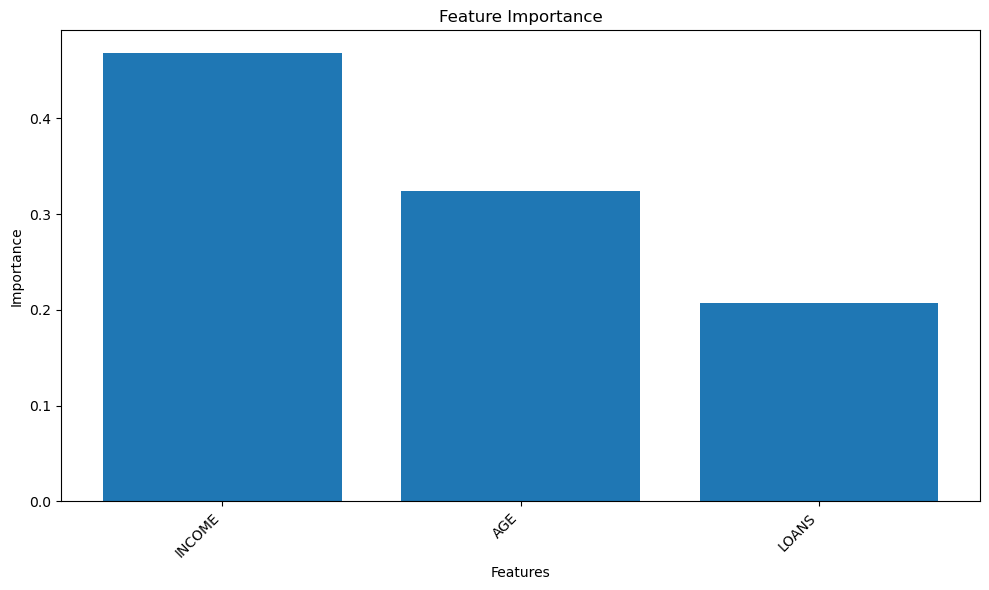 Feature Importance
Importance
0.4
0.3
0.2
0.1
0.0
INCOME
AGE
LOANS
Features